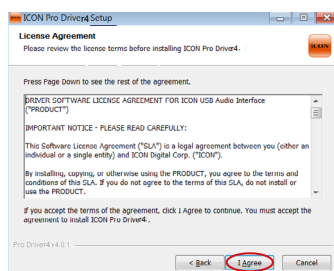 ICON Pro Driver4 Setup
License Agreement
Please review the license terms before installing ICON Pro Driver4.
ICON
Press Page Down to see the rest of the agreement.
DRIVER SOFTWARE LICENSE AGREEMENT FOR ICON USB Audio Interface
("PRODUCT")
IMPORTANT NOTICE - PLEASE READ CAREFULLY:
This Software License Agreement ("SLA") is a legal agreement between you (either an
individual or a single entity) and ICON Digital Corp. ("ICON").
By installing, copying, or otherwise using the PRODUCT, you agree to the terms and
conditions of this SLA. If you do not agree to the terms of this SLA, do not install or
use the PRODUCT.
If you accept the terms of the agreement, click I Agree to continue. You must accept the
agreement to install ICON Pro Driver4.
Pro Driver4 v4.8.1
< Back
I Agree
Cancel